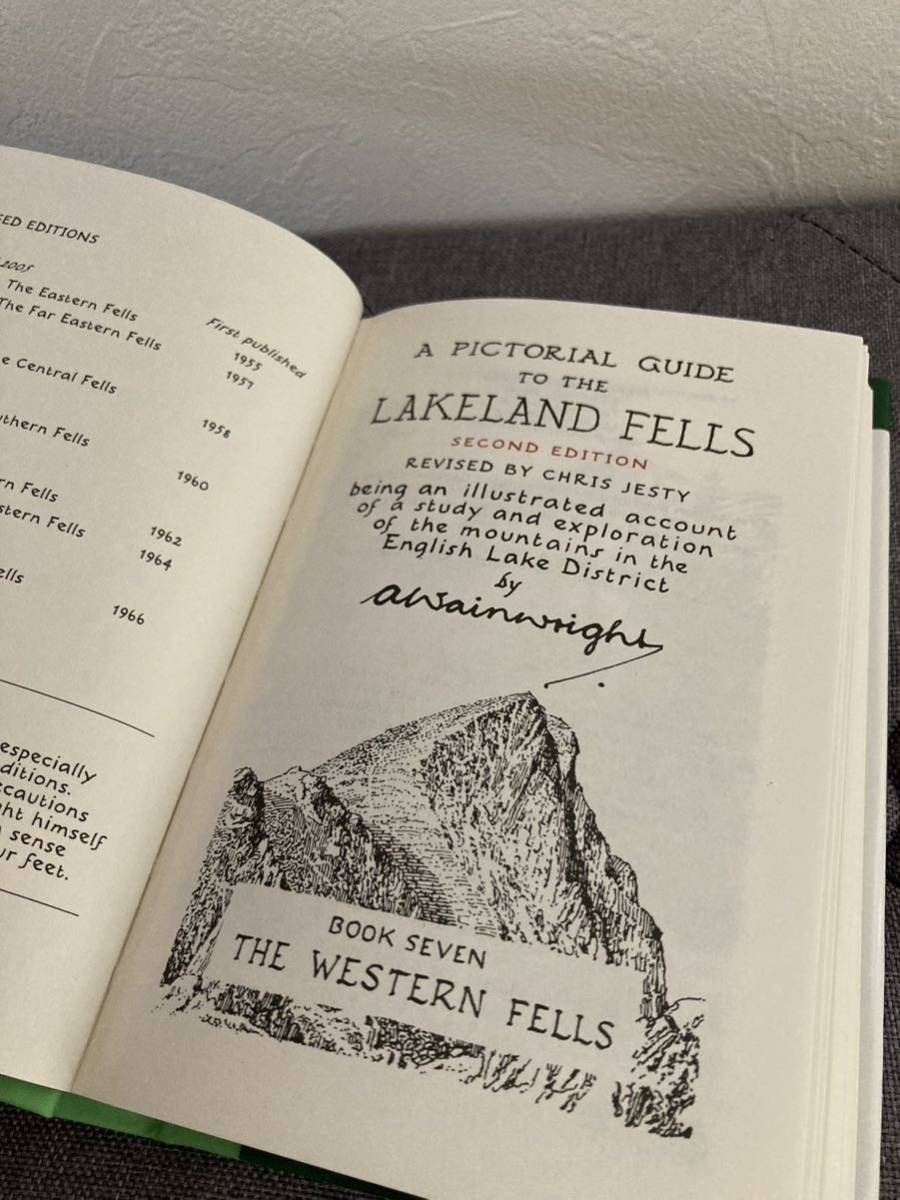 SED EDITIONS
2005
The Eastern Fells
The Far Eastern Fells
e Central Fells
thern Fells
rn Fells
stern Fells
ells
First published
1955
1957
1958
1960
1962
1964
1966
especially
ditions.
cautions
ht himself
sense
ur feet.
A PICTORIAL GUIDE
TO THE
LAKELAND FELLS
SECOND EDITION
REVISED BY CHRIS JESTY
being an illustrated account
of a study and exploration
of the mountains in the
English Lake District
by
aWainwright
BOOK SEVEN
THE WESTERN FELLS